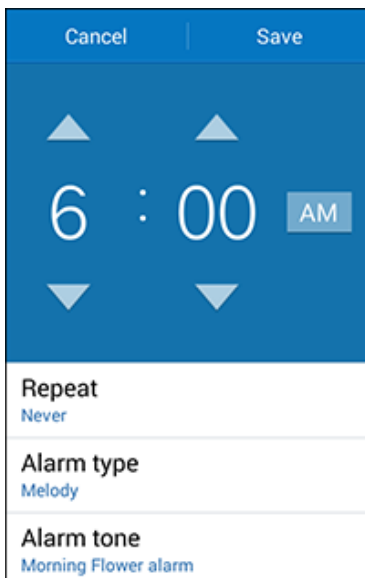 Cancel Save
6 : 00 AM
Repeat
Never
Alarm type
Melody
Alarm tone
Morning Flower alarm